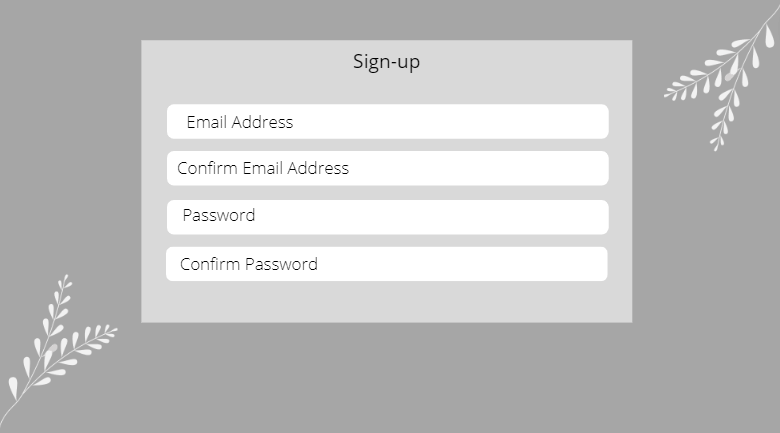 Sign-up
Email Address
Confirm Email Address
Password
Confirm Password